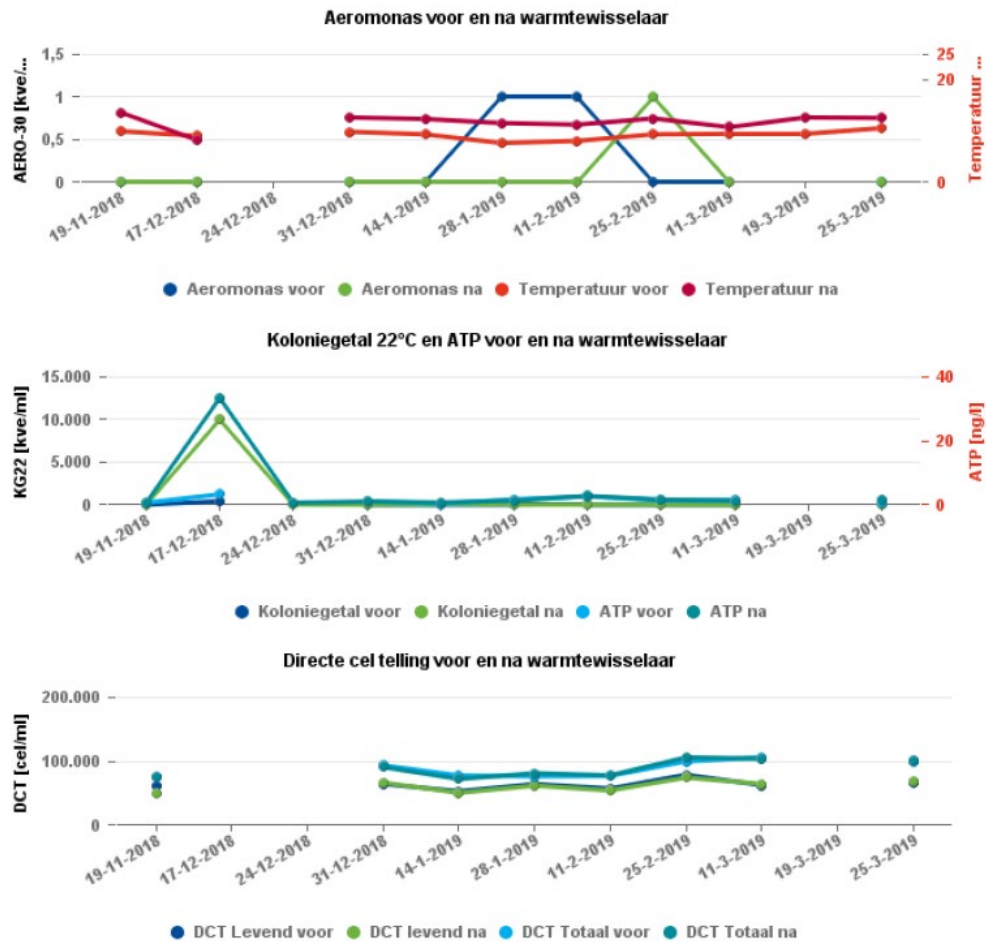 Aeromonas voor en na warmtewisselaar
AERO-30 [kve/...
1,5
1
0,5
0
25
20
10
0
Temperatuur ...
19-11-2018 17-12-2018 24-12-2018 31-12-2018 14-1-2019 28-1-2019 11-2-2019 25-2-2019 11-3-2019 19-3-2019 25-3-2019
Aeromonas voor Aeromonas na Temperatuur voor Temperatuur na
Koloniegetal 22°C en ATP voor en na warmtewisselaar
KG22 [kve/ml]
15.000
10.000
5.000
0
40
20
0
ATP [ng/l]
19-11-2018 17-12-2018 24-12-2018 31-12-2018 14-1-2019 28-1-2019 11-2-2019 25-2-2019 11-3-2019 19-3-2019 25-3-2019
Koloniegetal voor Koloniegetal na ATP voor ATP na
Directe cel telling voor en na warmtewisselaar
DCT [cel/ml]
200.000
100.000
0
19-11-2018 17-12-2018 24-12-2018 31-12-2018 14-1-2019 28-1-2019 11-2-2019 25-2-2019 11-3-2019 19-3-2019 25-3-2019
DCT Levend voor DCT levend na DCT Totaal voor DCT Totaal na